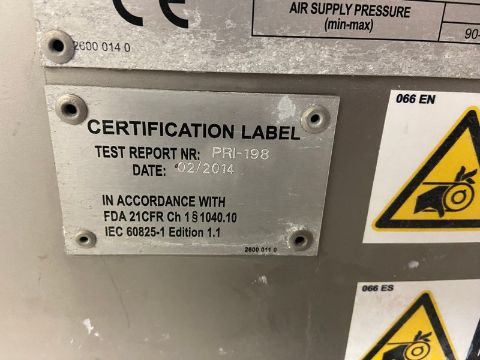 CE
AIR SUPPLY PRESSURE
(min-max)
90-
2600 014 0
CERTIFICATION LABEL
TEST REPORT NR: PRI-198
DATE: 02/2014
IN ACCORDANCE WITH
FDA 21CFR Ch 1 § 1040.10
IEC 60825-1 Edition 1.1
2600 011 0
066 EN
066 ES